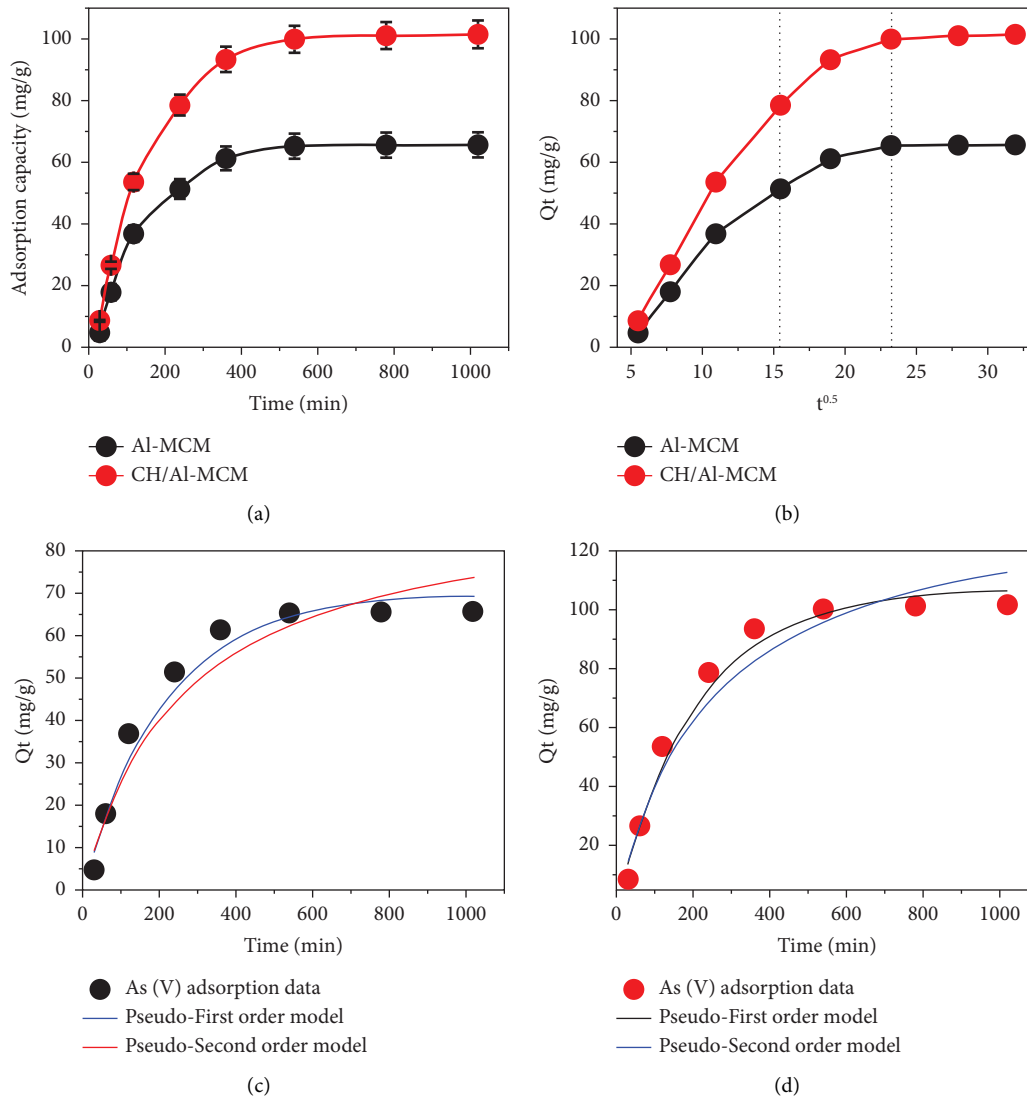 Adsorption capacity (mg/g)
100
80
60
40
20
0
0 200 400 600 800 1000
Time (min)
Al-MCM
CH/Al-MCM
(a)
Qt (mg/g)
100
80
60
40
20
0
5 10 15 20 25 30
t^0.5
Al-MCM
CH/Al-MCM
(b)
Qt (mg/g)
80
70
60
50
40
30
20
10
0
0 200 400 600 800 1000
Time (min)
As (V) adsorption data
Pseudo-First order model
Pseudo-Second order model
(c)
Qt (mg/g)
120
100
80
60
40
20
0 200 400 600 800 1000
Time (min)
As (V) adsorption data
Pseudo-First order model
Pseudo-Second order model
(d)